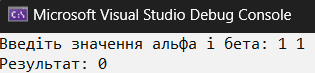 Microsoft Visual Studio Debug Console
Введіть значення альфа і бета: 1 1
Результат: 0